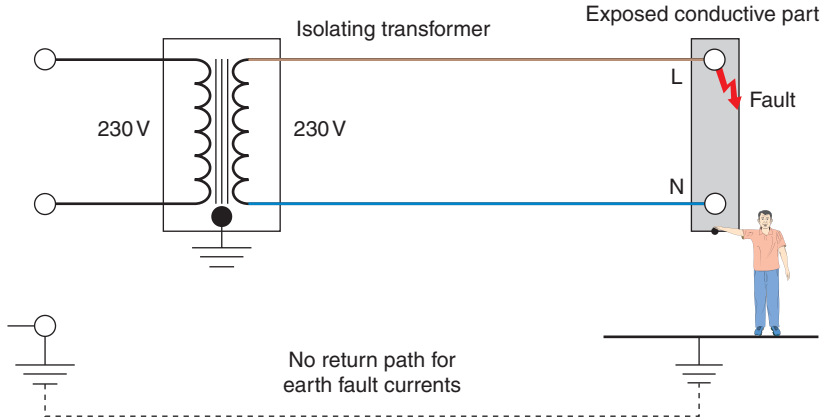 Exposed conductive part
Isolating transformer
L
Fault
230 V
230 V
N
No return path for
earth fault currents